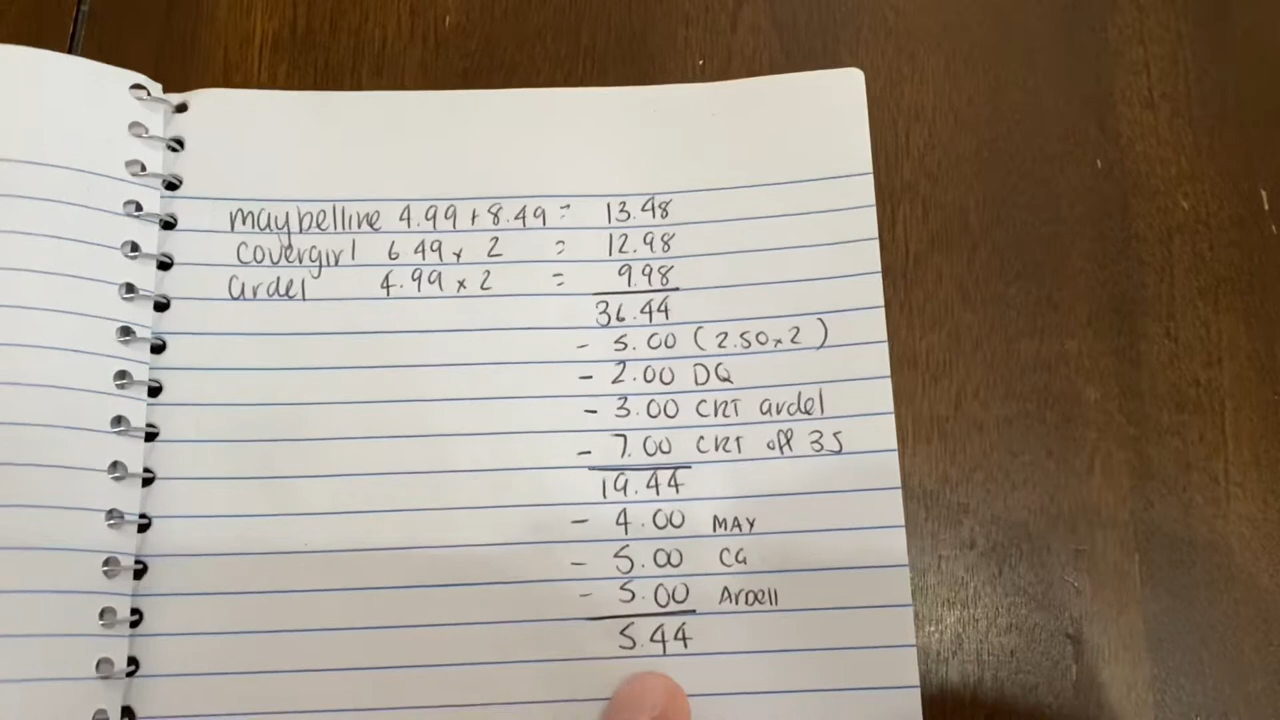 maybelline 4.99 + 8.49 = 13.48
covergirl 6 49 x 2 = 12.98
ardel 4.99 x 2 = 9.98
36.44
- 5.00 (2.50x2)
- 2.00 DQ
- 3.00 CRT ardel
- 7.00 CRT off 35
19.44
- 4.00 MAY
- 5.00 CG
- 5.00 Ardell
5.44